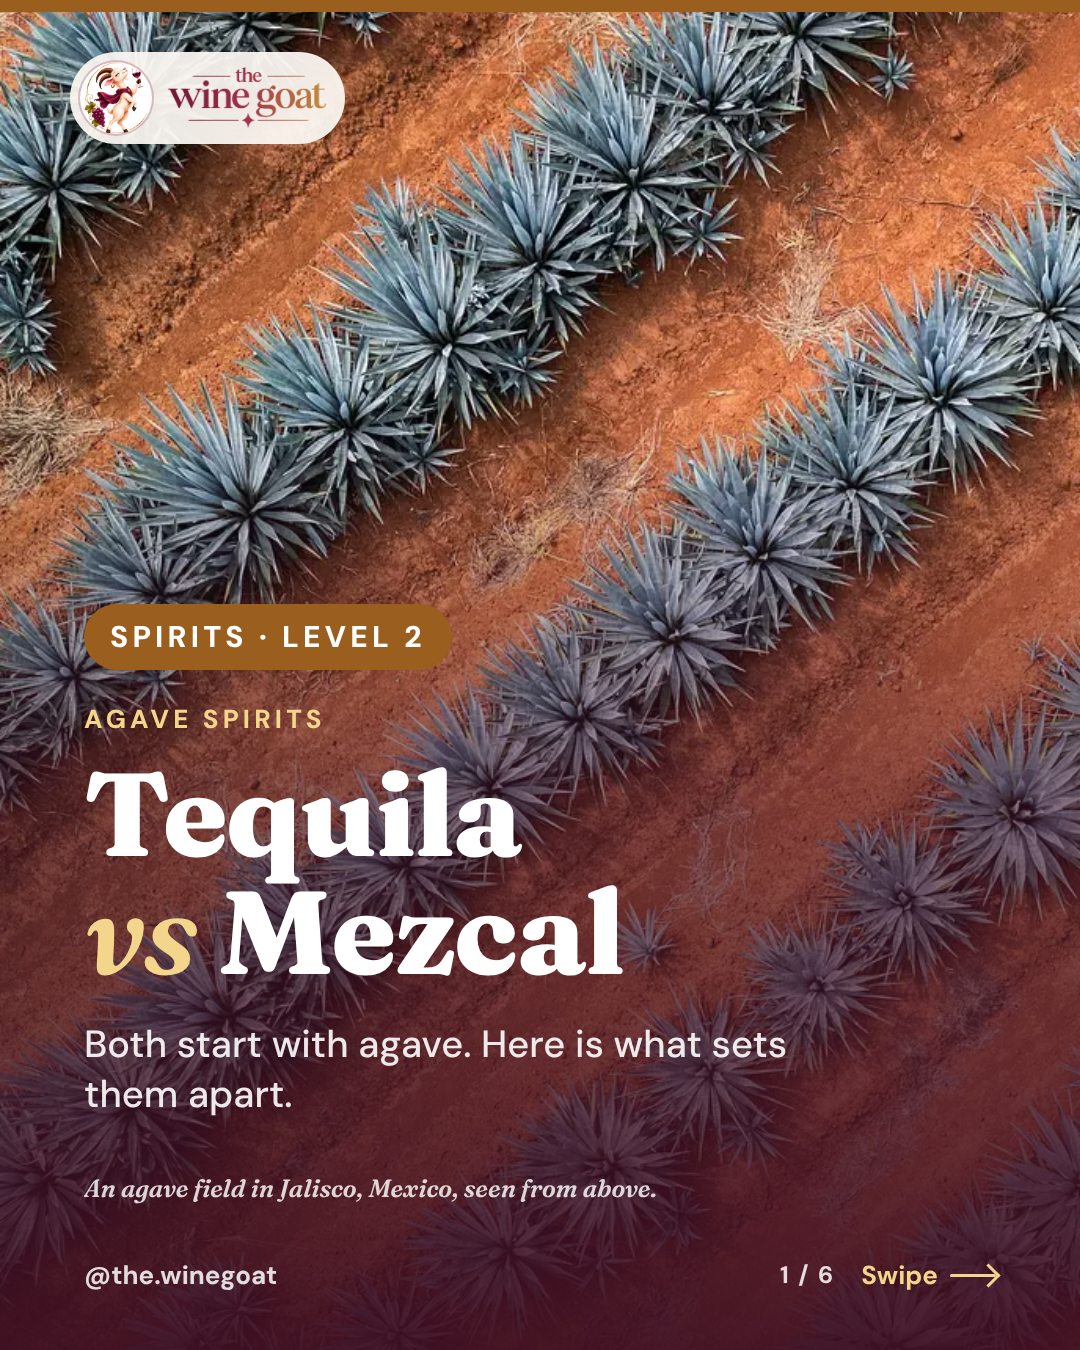 the
wine goat
SPIRITS · LEVEL 2
AGAVE SPIRITS
Tequila
vs Mezcal
Both start with agave. Here is what sets
them apart.
An agave field in Jalisco, Mexico, seen from above.
@the.winegoat
1 / 6 Swipe